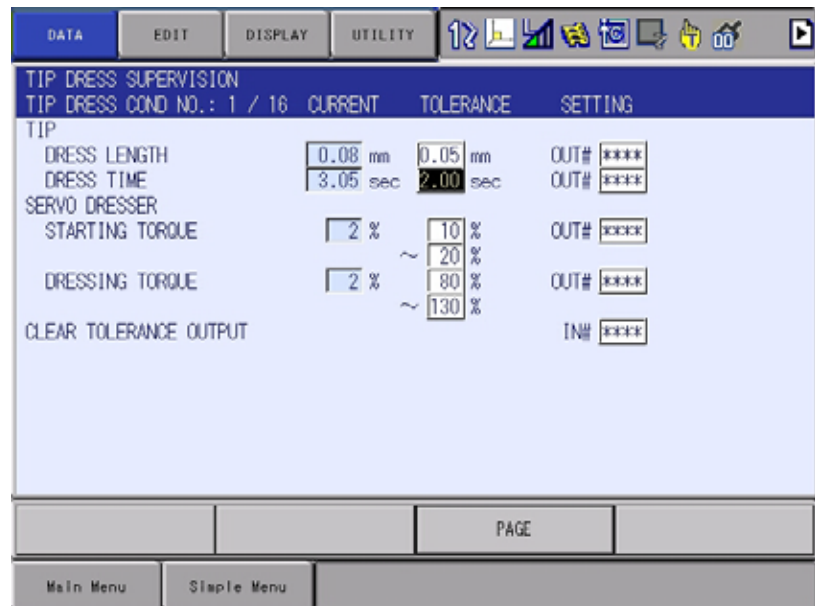 DATA EDIT DISPLAY UTILITY
TIP DRESS SUPERVISION
TIP DRESS COND NO.: 1 / 16 CURRENT TOLERANCE SETTING
TIP
DRESS LENGTH 0.08 mm 0.05 mm OUT# ****
DRESS TIME 3.05 sec 2.00 sec OUT# ****
SERVO DRESSER
STARTING TORQUE 2 % 10 % OUT# ****
~ 20 %
DRESSING TORQUE 2 % 80 % OUT# ****
~ 130 %
CLEAR TOLERANCE OUTPUT IN# ****
PAGE
Main Menu Simple Menu